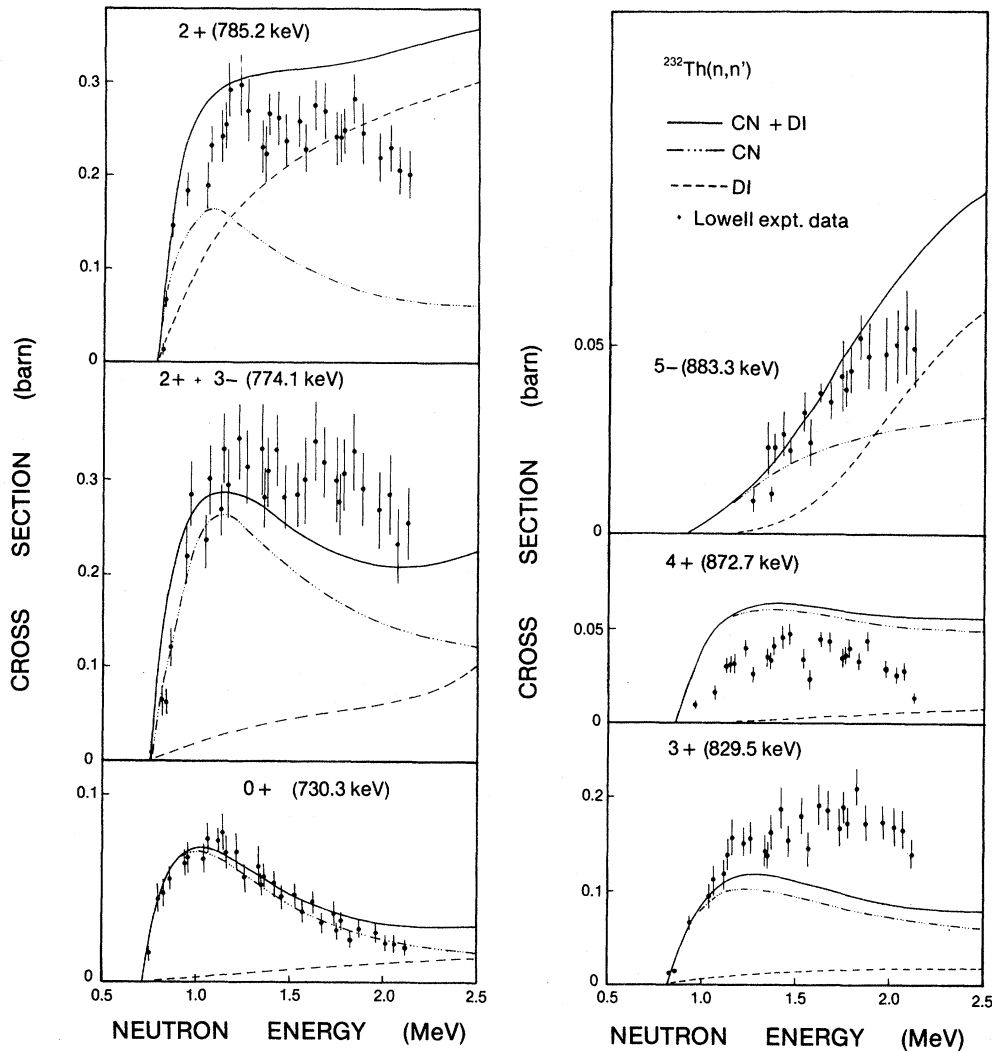 2+ (785.2 keV)
0.3
0.2
0.1
0
2+ + 3- (774.1 keV)
0.3
0.2
0.1
0
0+ (730.3 keV)
0.1
0
0.5 1.0 1.5 2.0 2.5
NEUTRON ENERGY (MeV)
CROSS SECTION (barn)
²³²Th(n,n')
CN + DI
CN
DI
Lowell expt. data
0.05
5- (883.3 keV)
0
4+ (872.7 keV)
0.05
0
3+ (829.5 keV)
0.2
0.1
0
0.5 1.0 1.5 2.0 2.5
NEUTRON ENERGY (MeV)
CROSS SECTION (barn)